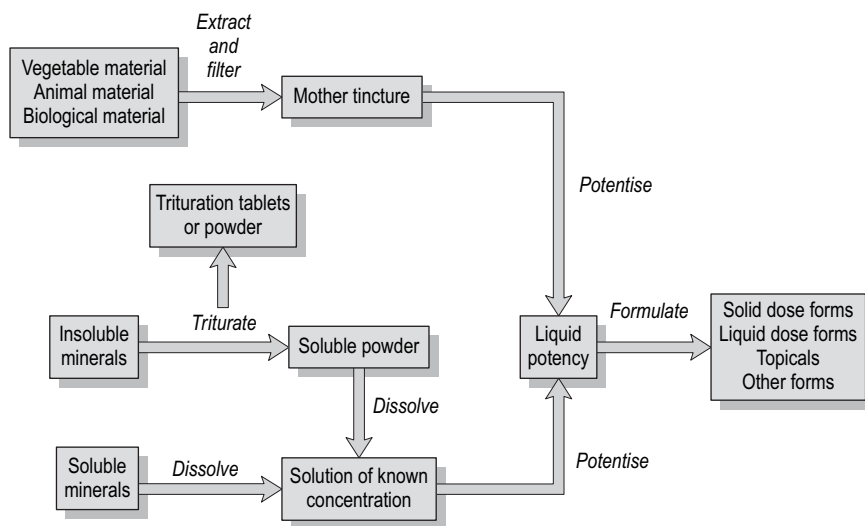 Extract
and
filter
Vegetable material
Animal material
Biological material
Mother tincture
Potentise
Trituration tablets
or powder
Insoluble
minerals
Triturate
Soluble powder
Liquid
potency
Formulate
Solid dose forms
Liquid dose forms
Topicals
Other forms
Dissolve
Soluble
minerals
Dissolve
Solution of known
concentration
Potentise